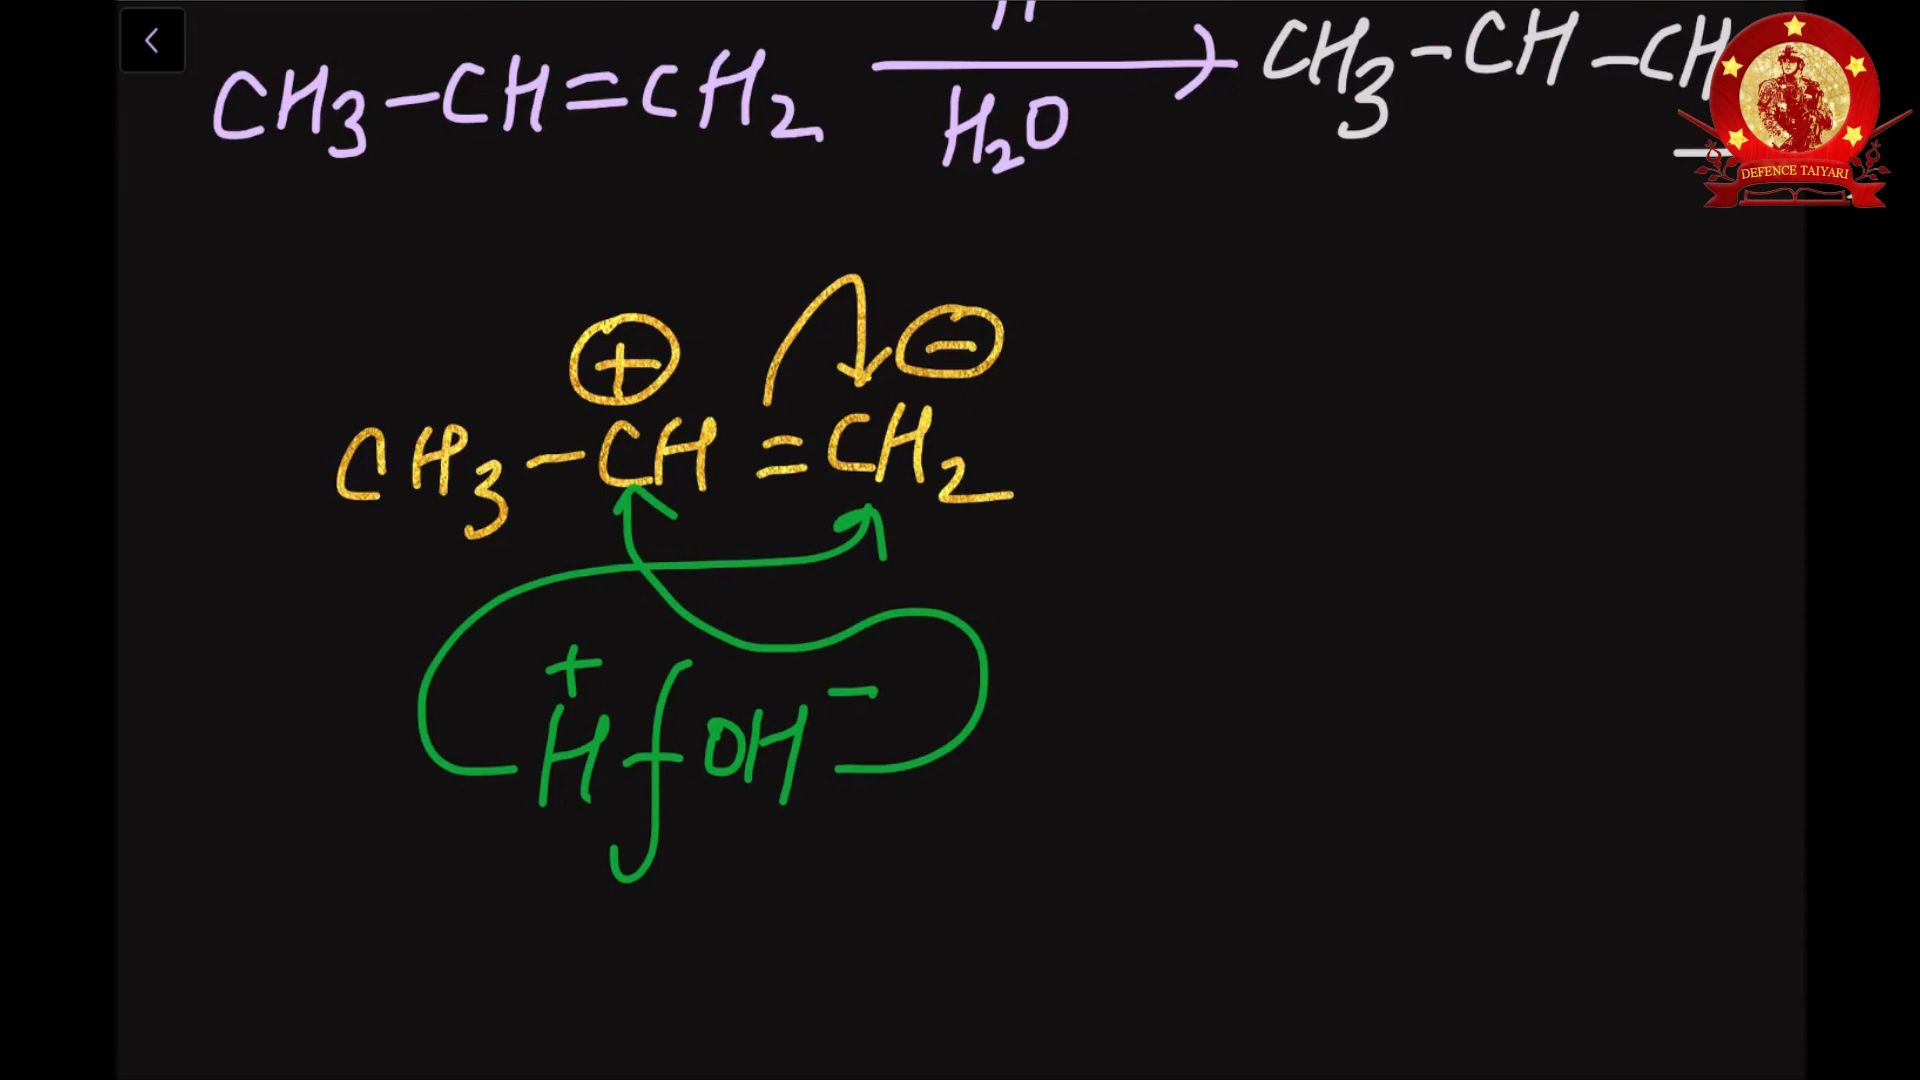 CH3-CH=CH2 H2O CH3-CH-CH
DEFENCE TAIYARI
+ -
CH3-CH=CH2
+ -
H OH